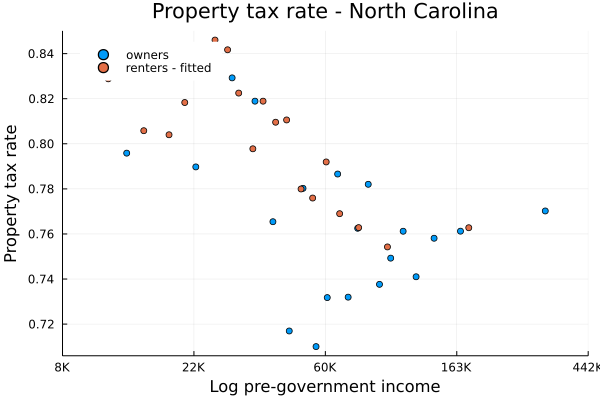 Property tax rate - North Carolina
owners
renters - fitted
Property tax rate
0.84
0.82
0.80
0.78
0.76
0.74
0.72
8K 22K 60K 163K 442K
Log pre-government income